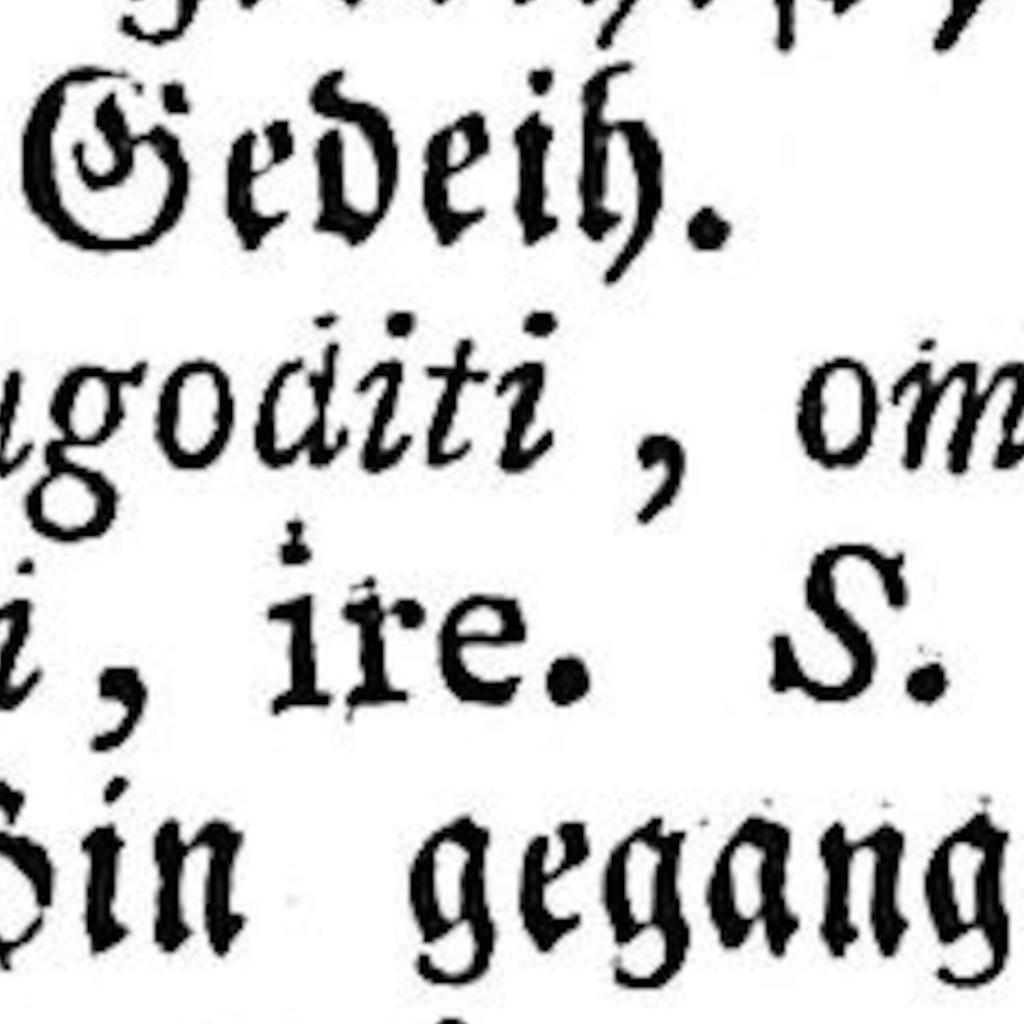 Gedeih.
ugoditi, om
i, ire. S.
Hin gegang